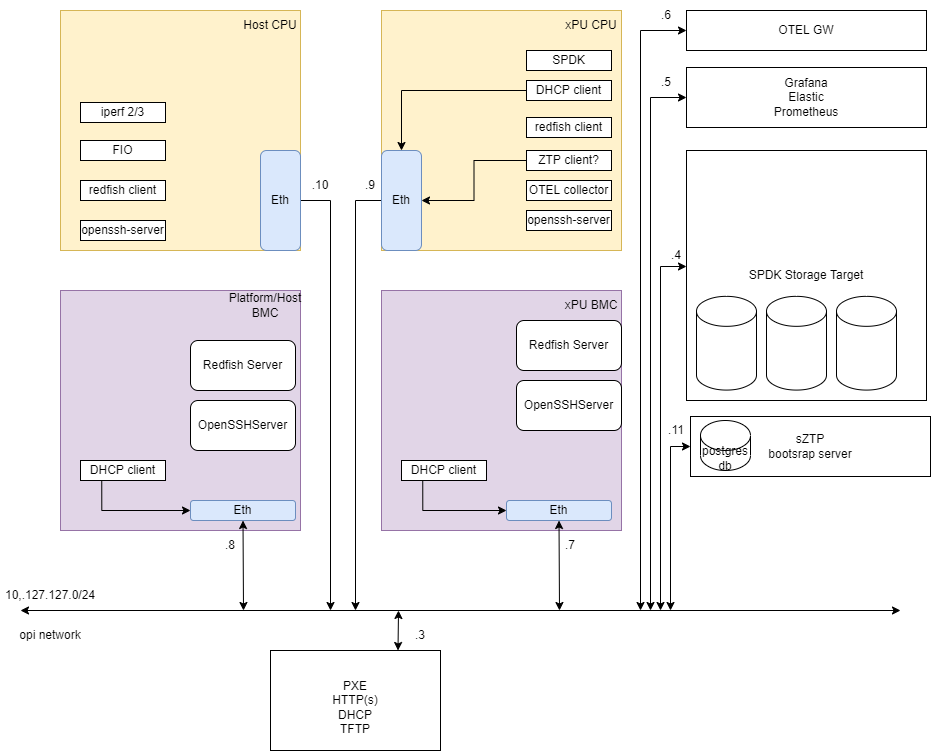 Host CPU
iperf 2/3
FIO
redfish client
openssh-server
Eth
.10
xPU CPU
SPDK
DHCP client
redfish client
ZTP client?
OTEL collector
openssh-server
Eth
.9
.6
OTEL GW
.5
Grafana
Elastic
Prometheus
.4
SPDK Storage Target
.11
postgres
db
sZTP
bootsrap server
Platform/Host
BMC
Redfish Server
OpenSSHServer
DHCP client
Eth
.8
xPU BMC
Redfish Server
OpenSSHServer
DHCP client
Eth
.7
10,.127.127.0/24
opi network
.3
PXE
HTTP(s)
DHCP
TFTP